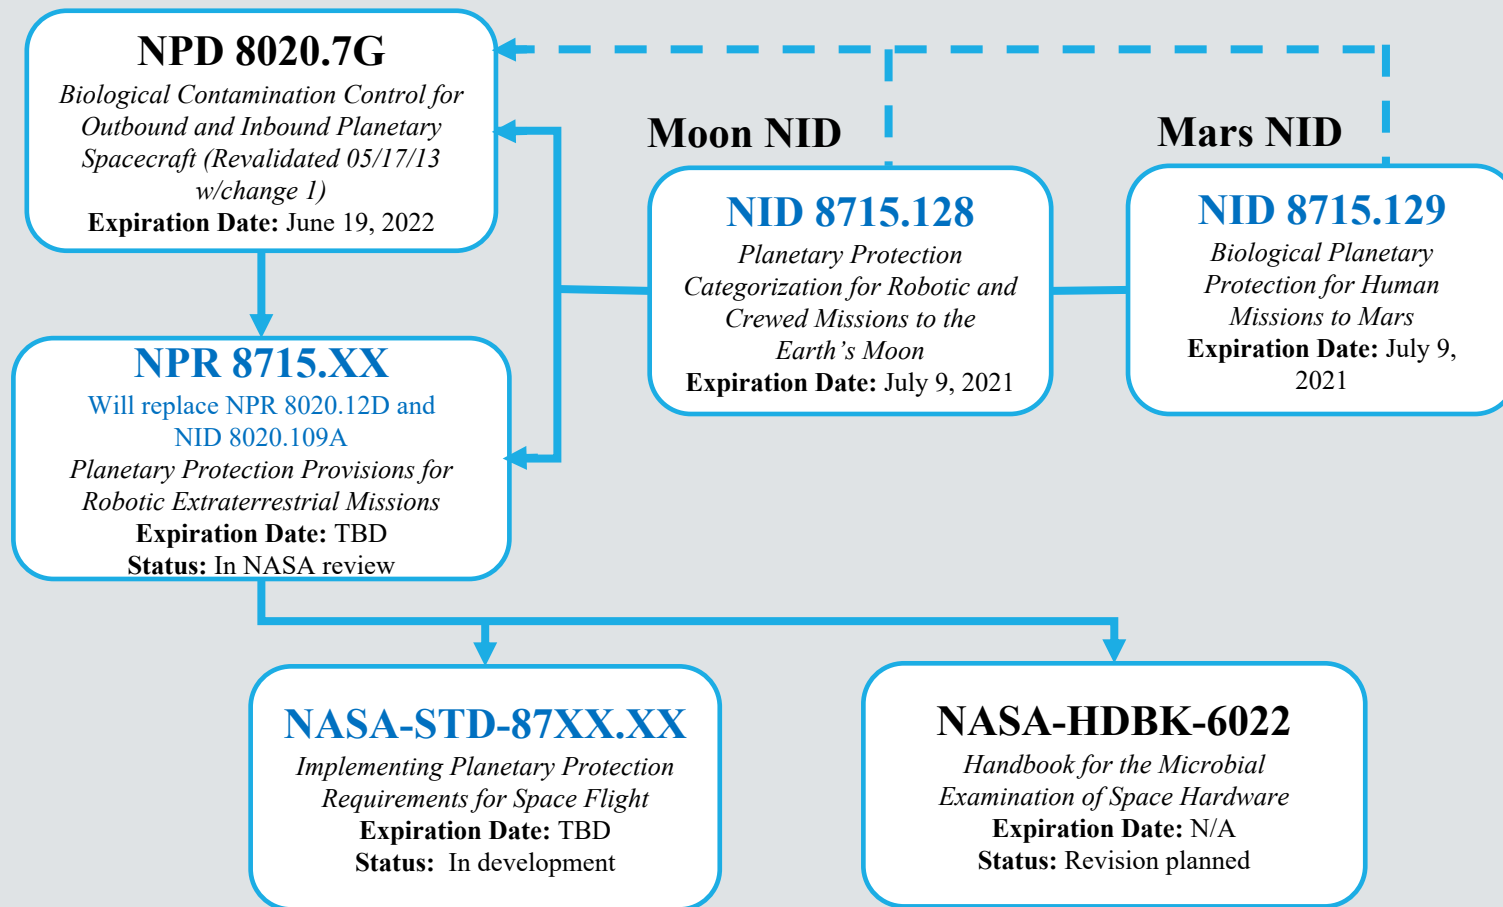 NPD 8020.7G
Biological Contamination Control for
Outbound and Inbound Planetary
Spacecraft (Revalidated 05/17/13
w/change 1)
Expiration Date: June 19, 2022
Moon NID
NID 8715.128
Planetary Protection
Categorization for Robotic and
Crewed Missions to the
Earth’s Moon
Expiration Date: July 9, 2021
Mars NID
NID 8715.129
Biological Planetary
Protection for Human
Missions to Mars
Expiration Date: July 9,
2021
NPR 8715.XX
Will replace NPR 8020.12D and
NID 8020.109A
Planetary Protection Provisions for
Robotic Extraterrestrial Missions
Expiration Date: TBD
Status: In NASA review
NASA-STD-87XX.XX
Implementing Planetary Protection
Requirements for Space Flight
Expiration Date: TBD
Status: In development
NASA-HDBK-6022
Handbook for the Microbial
Examination of Space Hardware
Expiration Date: N/A
Status: Revision planned